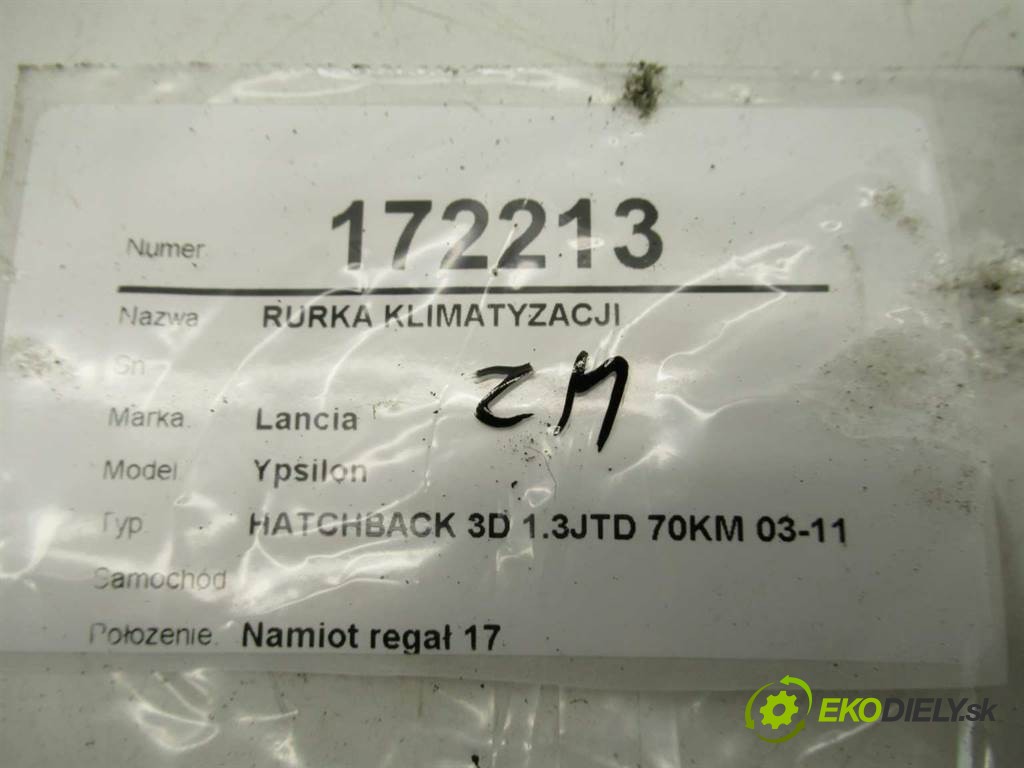 Numer 172213
Nazwa RURKA KLIMATYZACJI
Sn
Marka. Lancia
Model. Ypsilon
Typ. HATCHBACK 3D 1.3JTD 70KM 03-11
Samochód
Położenie. Namiot regał 17
EKODIELY.sk